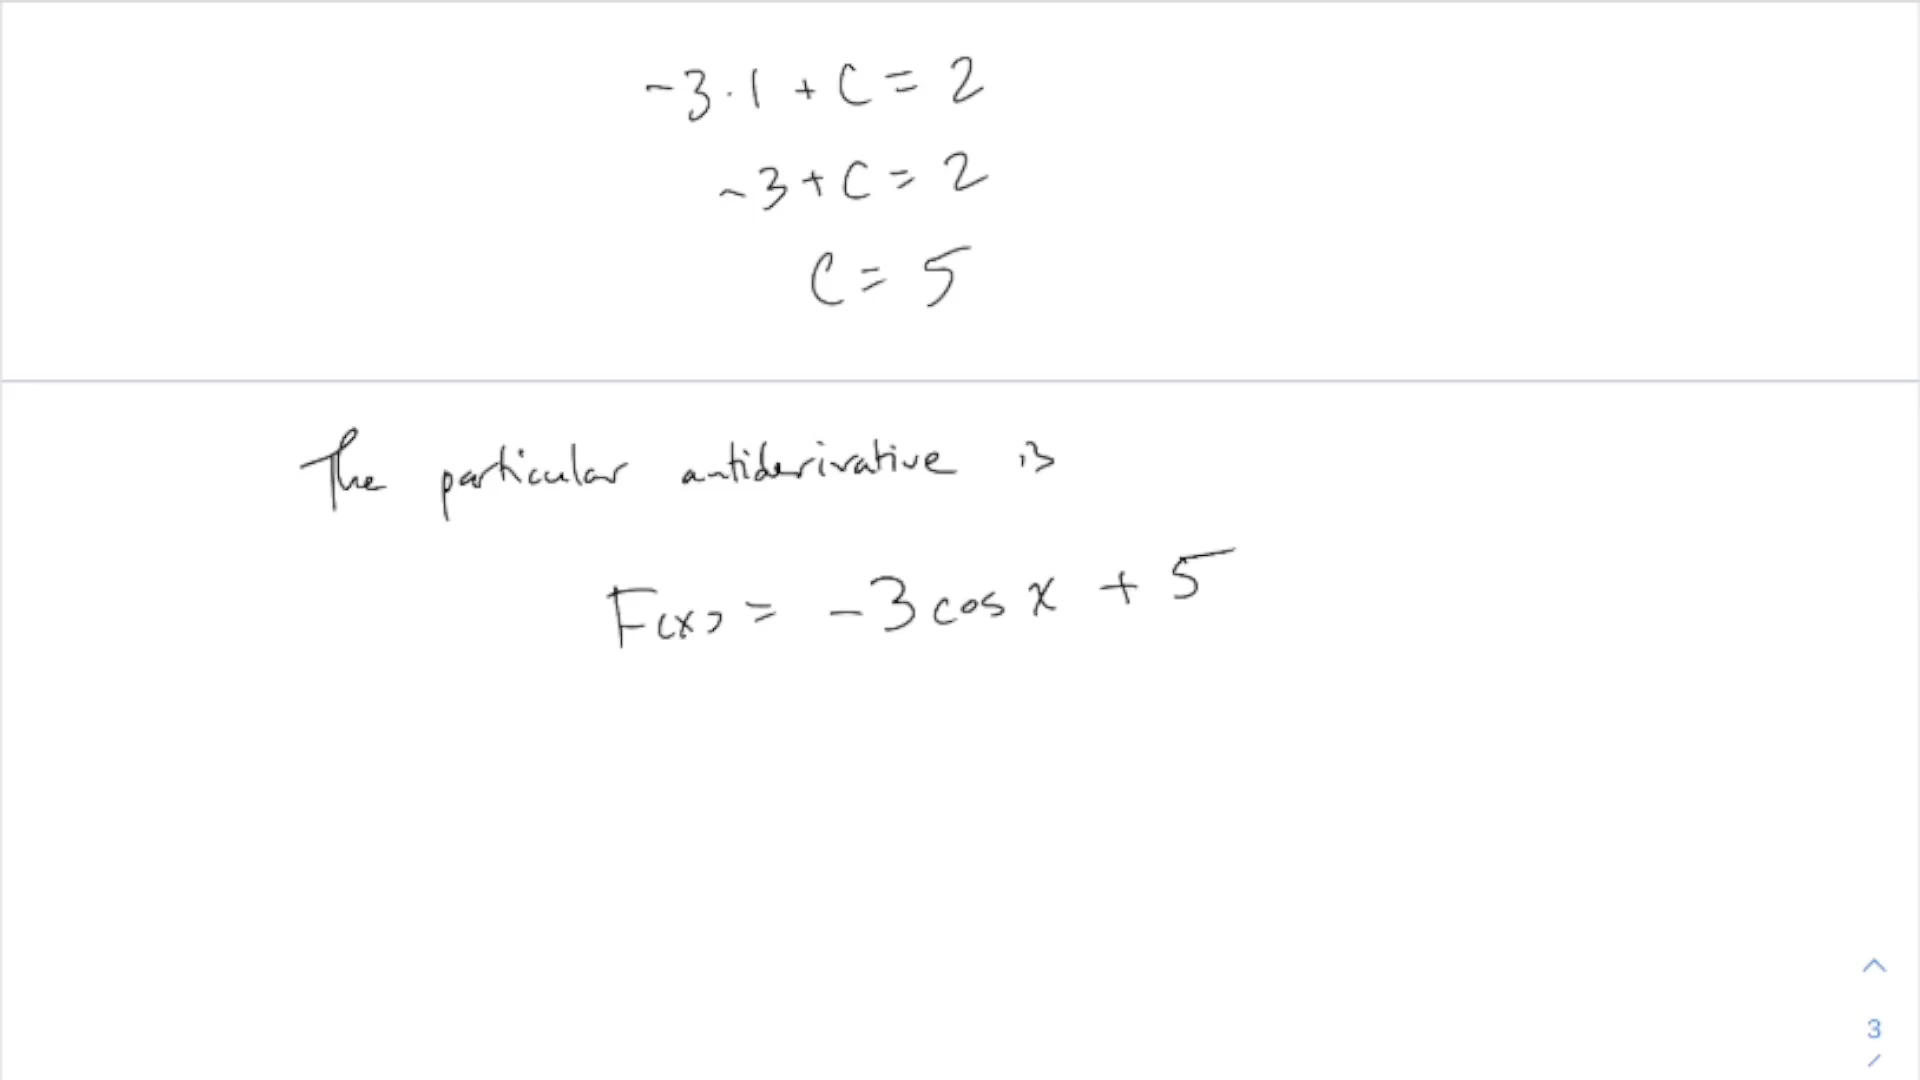 -3·1 + C = 2
-3 + C = 2
C = 5
The particular antiderivative is
F(x) = -3 cos x + 5
3